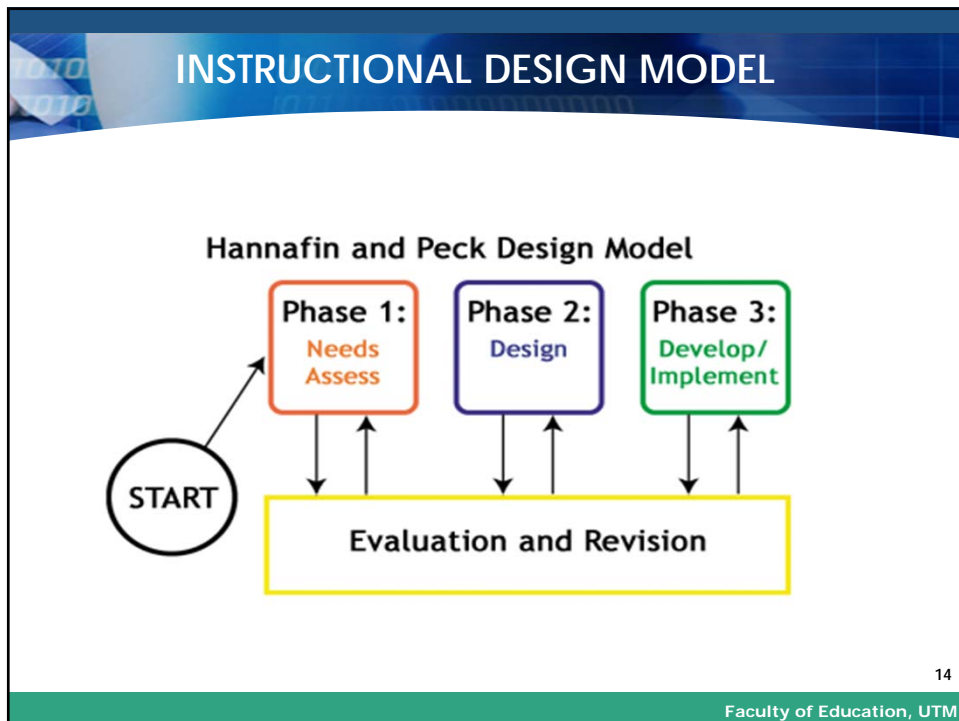 INSTRUCTIONAL DESIGN MODEL
Hannafin and Peck Design Model
Phase 1:
Needs
Assess
Phase 2:
Design
Phase 3:
Develop/
Implement
START
Evaluation and Revision
14
Faculty of Education, UTM